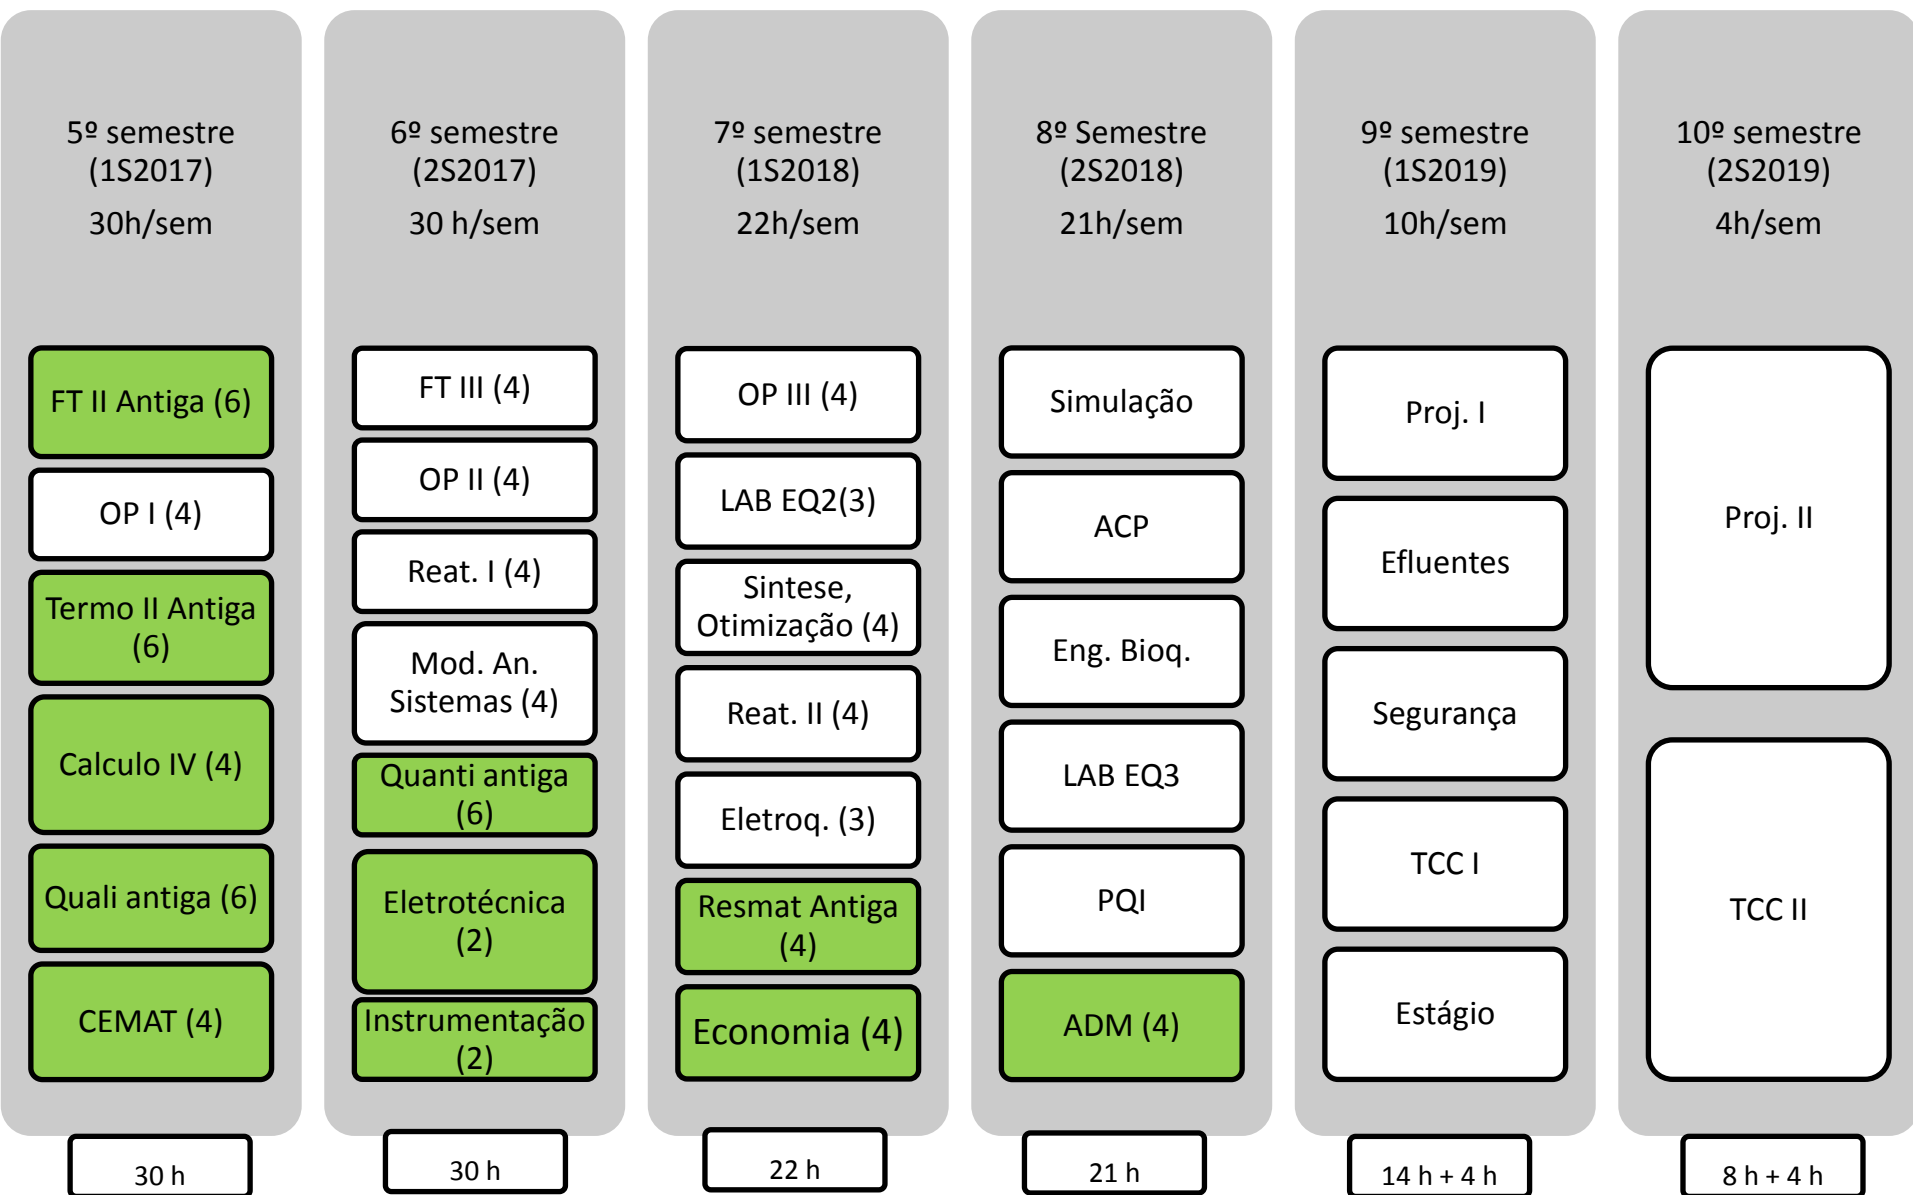 5º semestre
(1S2017)
30h/sem
FT II Antiga (6)
OP I (4)
Termo II Antiga
(6)
Calculo IV (4)
Quali antiga (6)
CEMAT (4)
30 h
6º semestre
(2S2017)
30 h/sem
FT III (4)
OP II (4)
Reat. I (4)
Mod. An.
Sistemas (4)
Quanti antiga
(6)
Eletrotécnica
(2)
Instrumentação
(2)
30 h
7º semestre
(1S2018)
22h/sem
OP III (4)
LAB EQ2(3)
Sintese,
Otimização (4)
Reat. II (4)
Eletroq. (3)
Resmat Antiga
(4)
Economia (4)
22 h
8º Semestre
(2S2018)
21h/sem
Simulação
ACP
Eng. Bioq.
LAB EQ3
PQI
ADM (4)
21 h
9º semestre
(1S2019)
10h/sem
Proj. I
Efluentes
Segurança
TCC I
Estágio
14 h + 4 h
10º semestre
(2S2019)
4h/sem
Proj. II
TCC II
8 h + 4 h